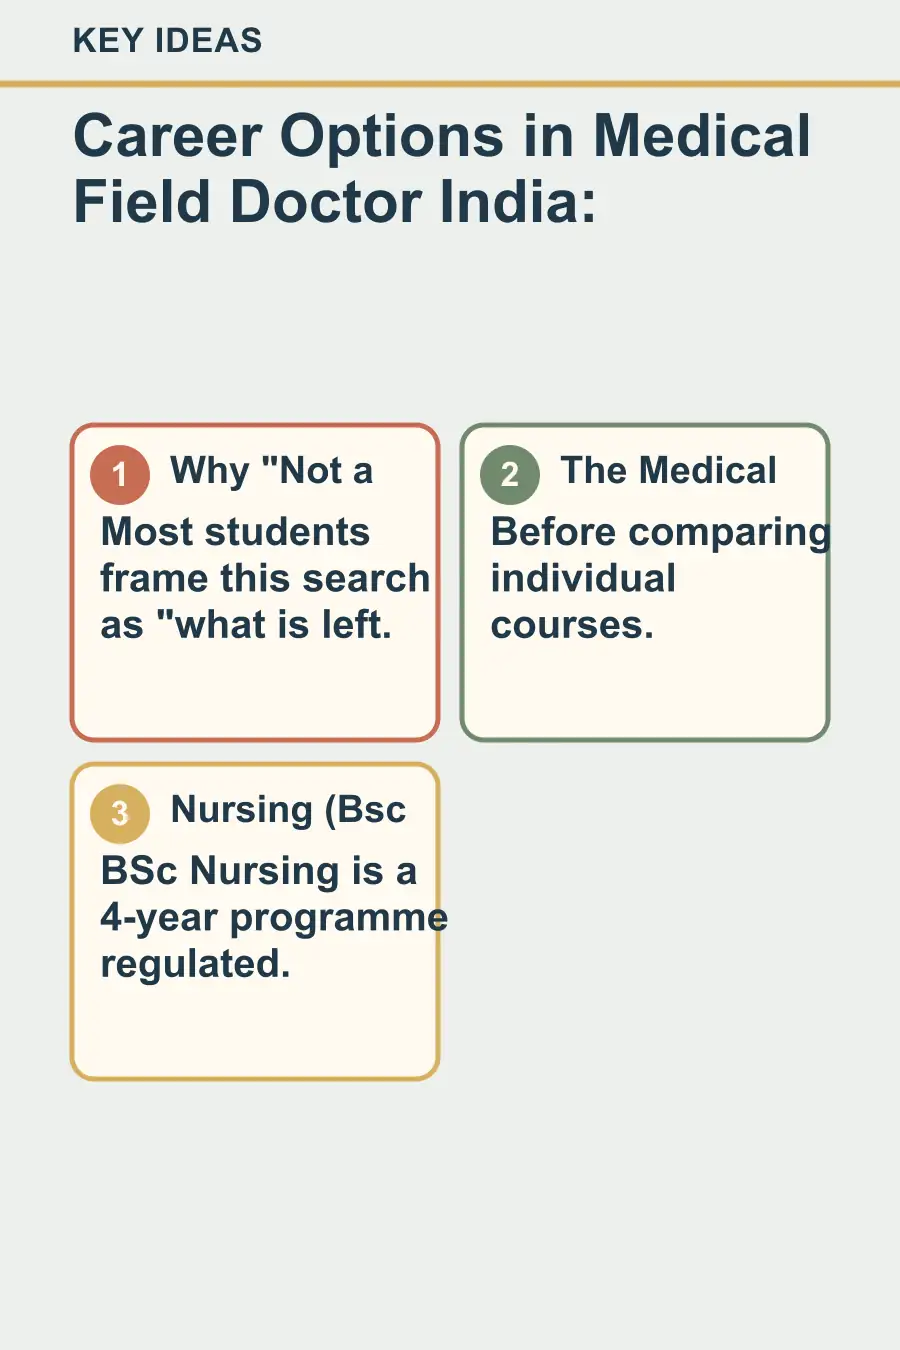 KEY IDEAS
Career Options in Medical
Field Doctor India:
1 Why "Not a
Most students
frame this search
as "what is left.
2 The Medical
Before comparing
individual
courses.
3 Nursing (Bsc
BSc Nursing is a
4-year programme
regulated.